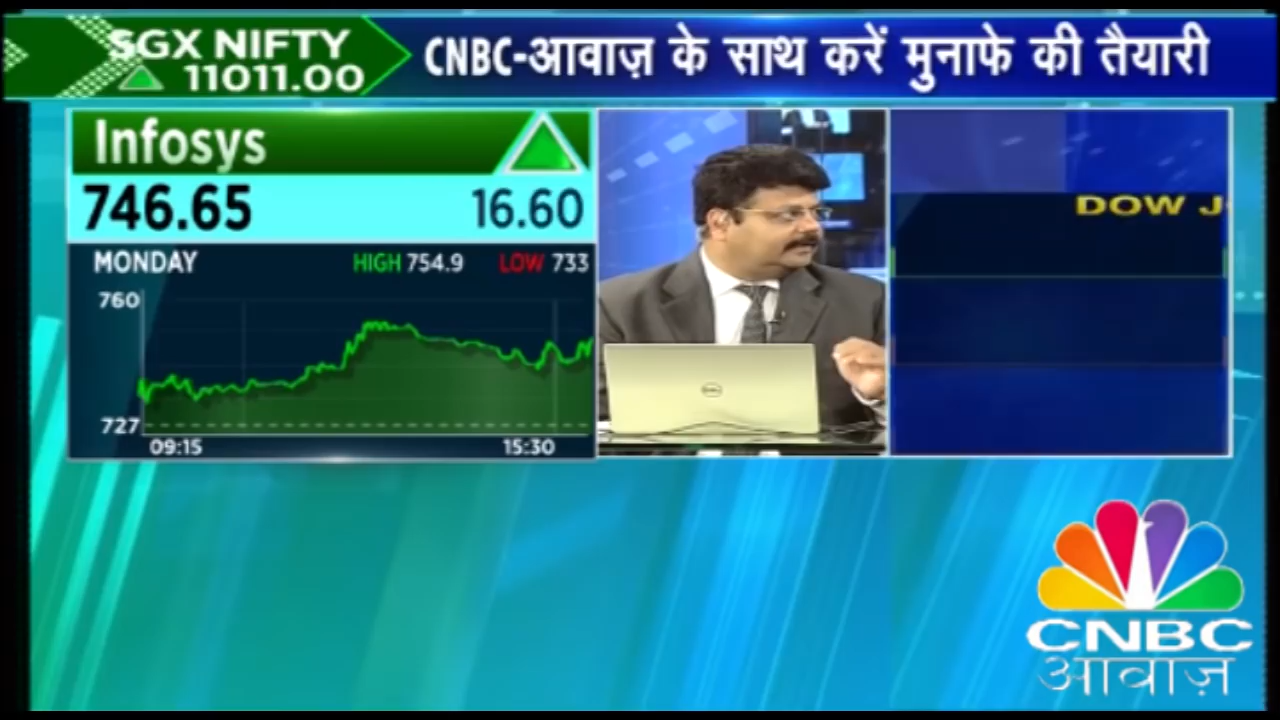 SGX NIFTY
11011.00
CNBC-आवाज़ के साथ करें मुनाफे की तैयारी
Infosys
746.65 16.60
MONDAY HIGH 754.9 LOW 733
760
727
09:15 15:30
DOW J
DELL
CNBC
आवाज़